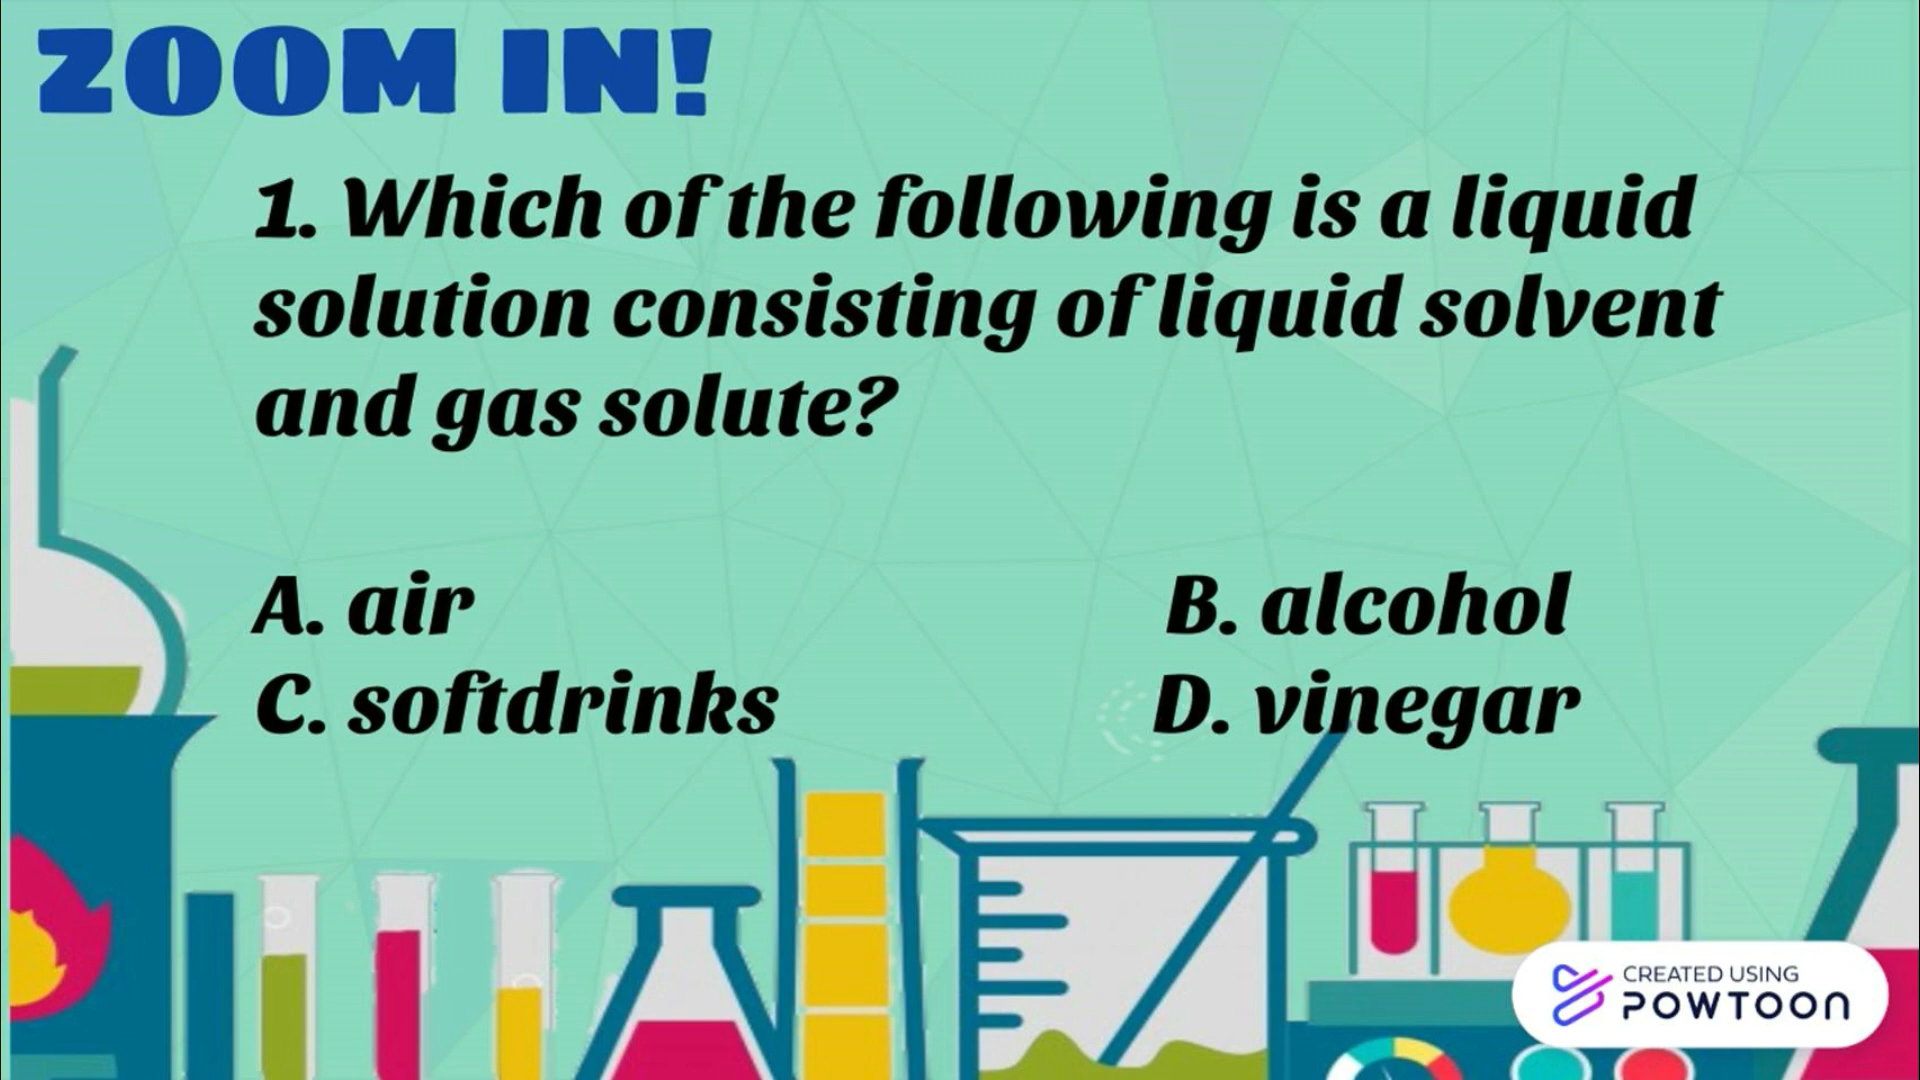 ZOOM IN!
1. Which of the following is a liquid
solution consisting of liquid solvent
and gas solute?
A. air B. alcohol
C. softdrinks D. vinegar
CREATED USING
POWTOON